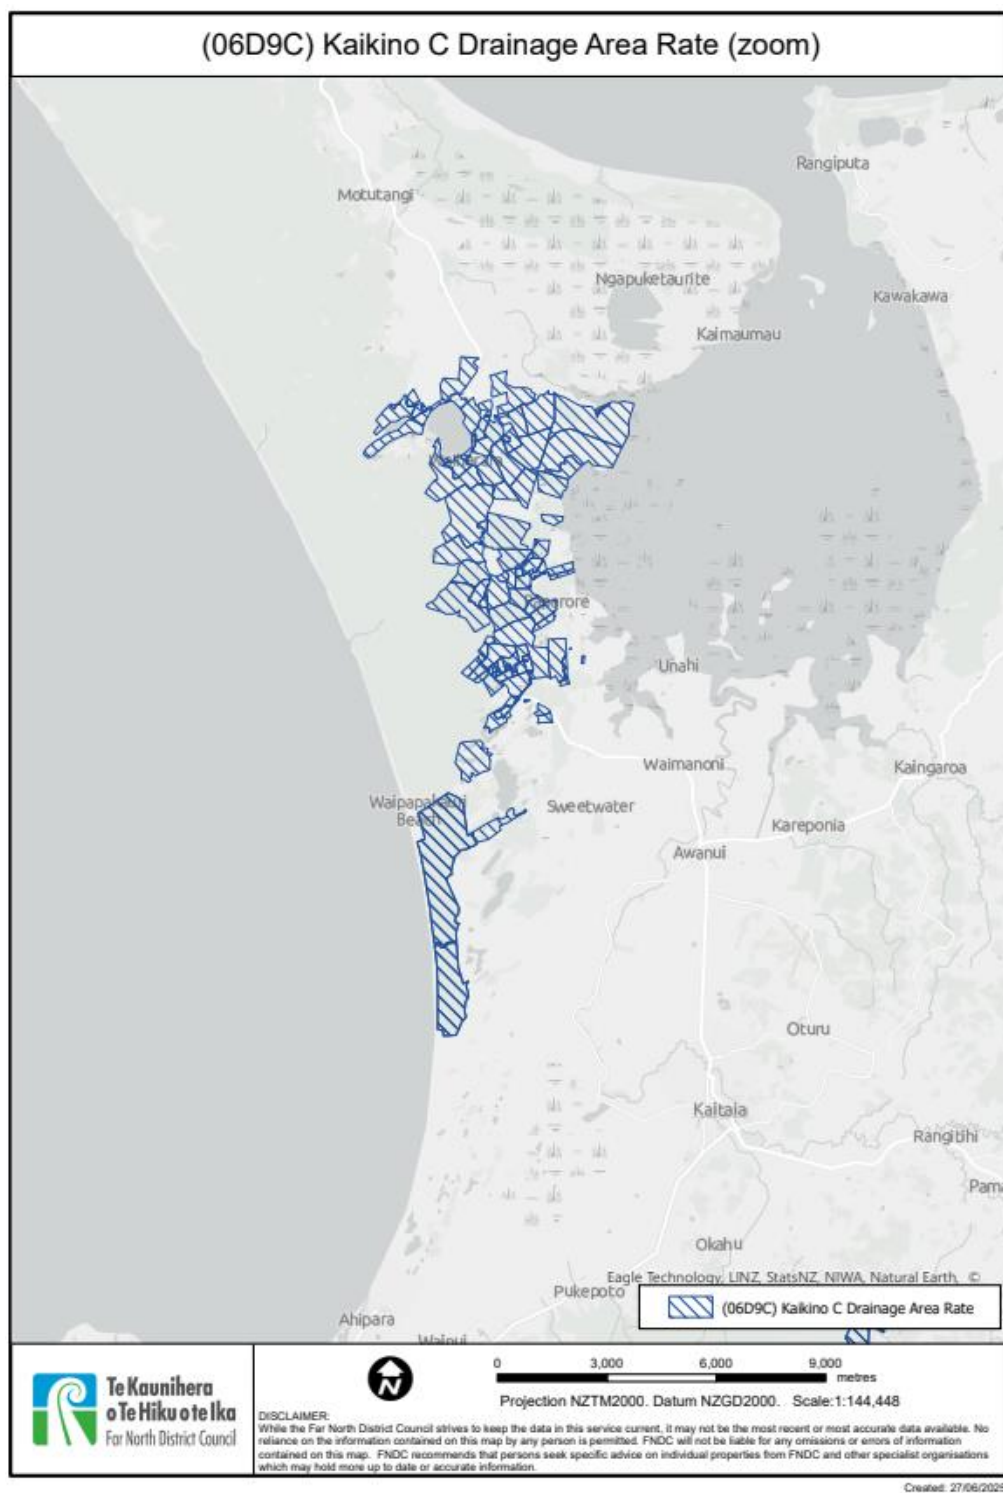 (06D9C) Kaikino C Drainage Area Rate (zoom)
Rangiputa
Motutangi
Ngapuketaurite
Kawakawa
Kaimaumau
Unahi
Waimanoni
Kaingaroa
Sweetwater
Beach
Kareponia
Awanui
Oturu
Kaitaia
Rangitihi
Pama
Okahu
Eagle Technology, LINZ, StatsNZ, NIWA, Natural Earth, ©
Pukepoto
(06D9C) Kaikino C Drainage Area Rate
Ahipara
Te Kaunihera
o Te Hiku o te Ika
Far North District Council
N
0 3,000 6,000 9,000
metres
Projection NZTM2000. Datum NZGD2000. Scale:1:144,448
DISCLAIMER:
While the Far North District Council strives to keep the data in this service current, it may not be the most recent or most accurate data available. No
reliance on the information contained on this map by any person is permitted. FNDC will not be liable for any omissions or errors of information
contained on this map. FNDC recommends that persons seek specific advice on individual properties from FNDC and other specialist organisations
which may hold more up to date or accurate information.
Created: 27/06/2025